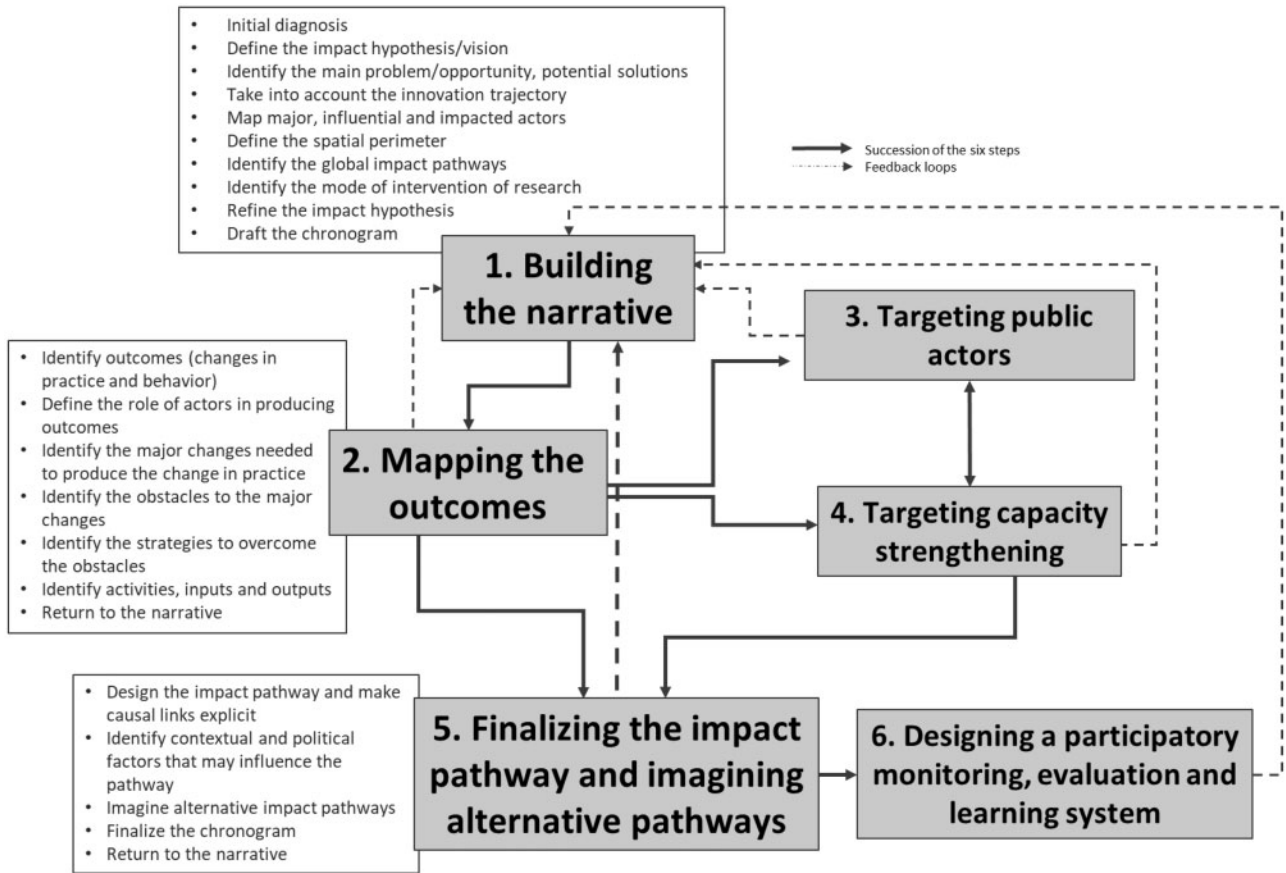 • Initial diagnosis
• Define the impact hypothesis/vision
• Identify the main problem/opportunity, potential solutions
• Take into account the innovation trajectory
• Map major, influential and impacted actors
• Define the spatial perimeter
• Identify the global impact pathways
• Identify the mode of intervention of research
• Refine the impact hypothesis
• Draft the chronogram
Succession of the six steps
Feedback loops
1. Building
the narrative
3. Targeting public
actors
• Identify outcomes (changes in
practice and behavior)
• Define the role of actors in producing
outcomes
• Identify the major changes needed
to produce the change in practice
• Identify the obstacles to the major
changes
• Identify the strategies to overcome
the obstacles
• Identify activities, inputs and outputs
• Return to the narrative
2. Mapping the
outcomes
4. Targeting capacity
strengthening
• Design the impact pathway and make
causal links explicit
• Identify contextual and political
factors that may influence the
pathway
• Imagine alternative impact pathways
• Finalize the chronogram
• Return to the narrative
5. Finalizing the impact
pathway and imagining
alternative pathways
6. Designing a participatory
monitoring, evaluation and
learning system